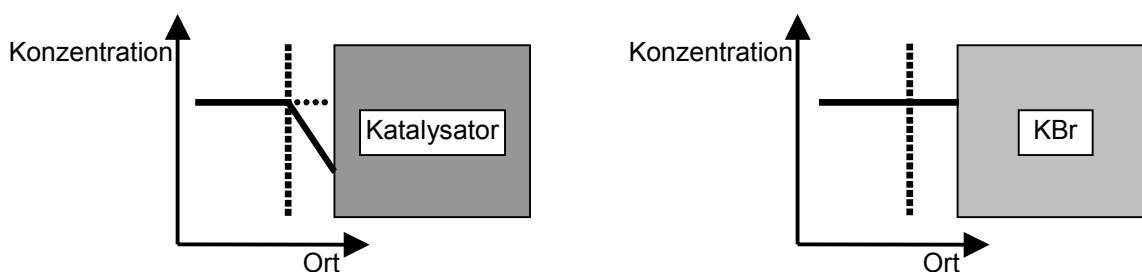 Konzentration
Katalysator
Ort
Konzentration
KBr
Ort